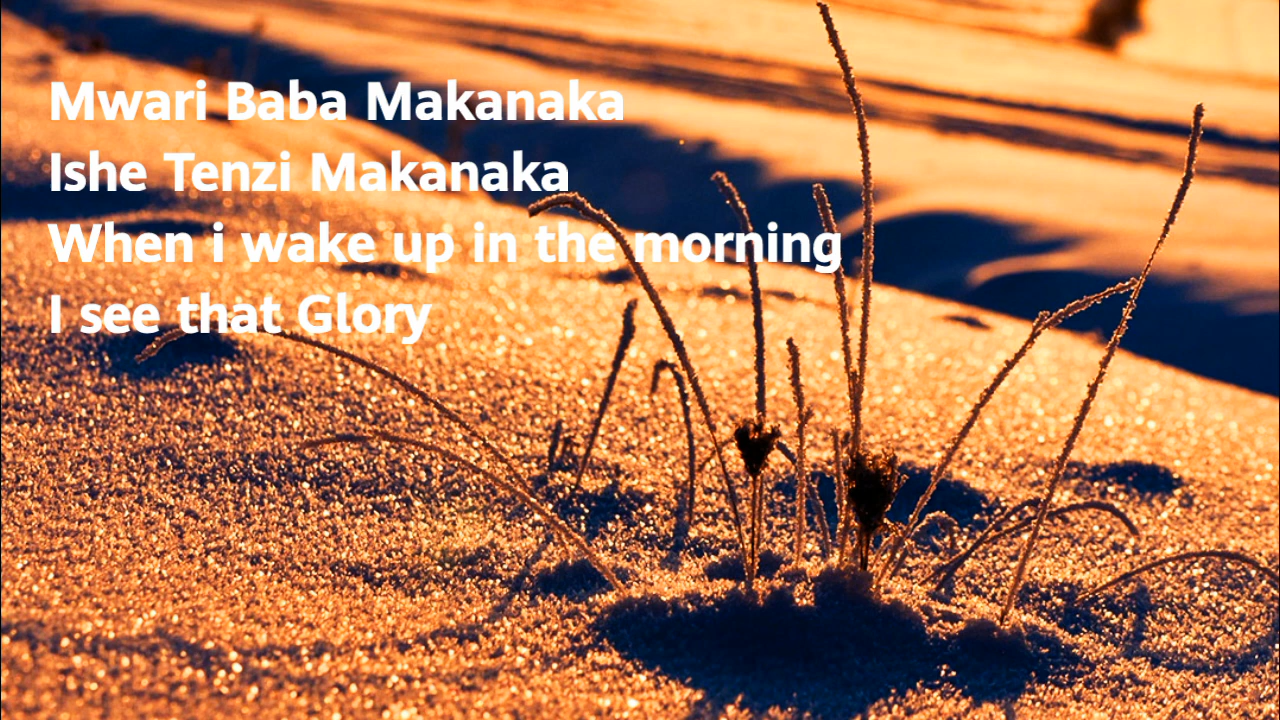 Mwari Baba Makanaka
Ishe Tenzi Makanaka
When i wake up in the morning
I see that Glory